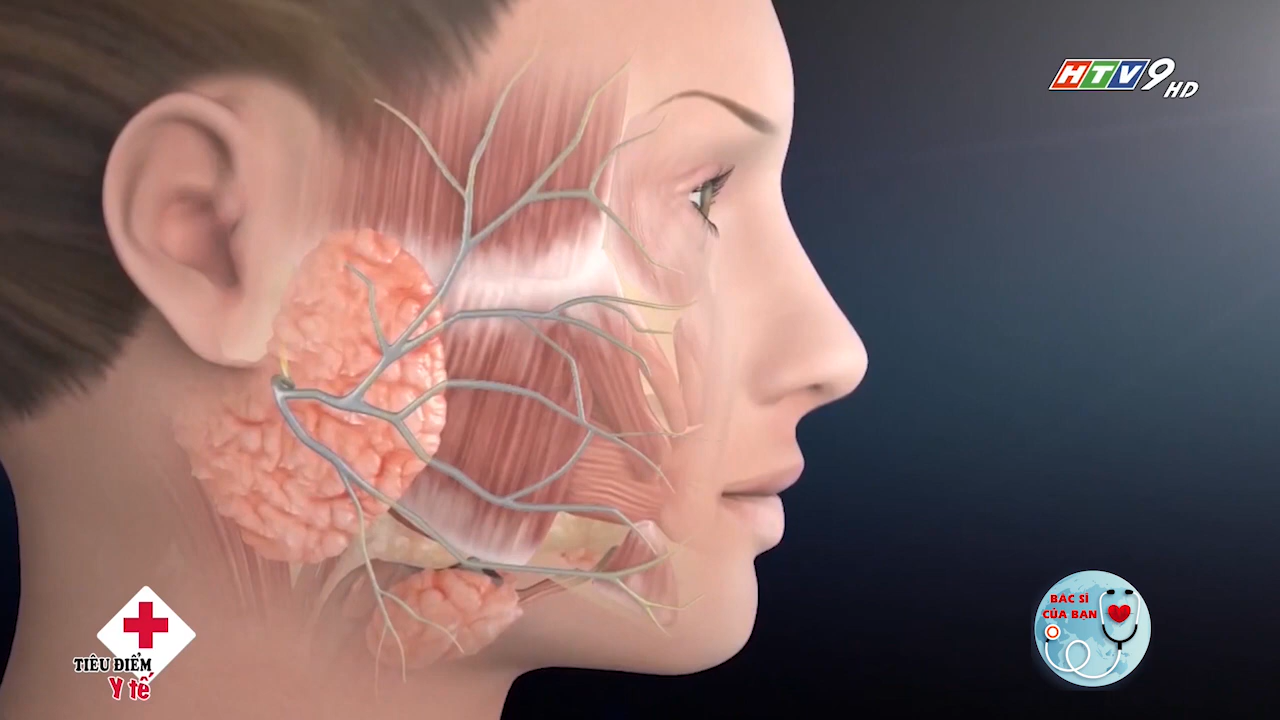 HTV9 HD
BÁC SĨ
CỦA BẠN
TIÊU ĐIỂM
Y tế